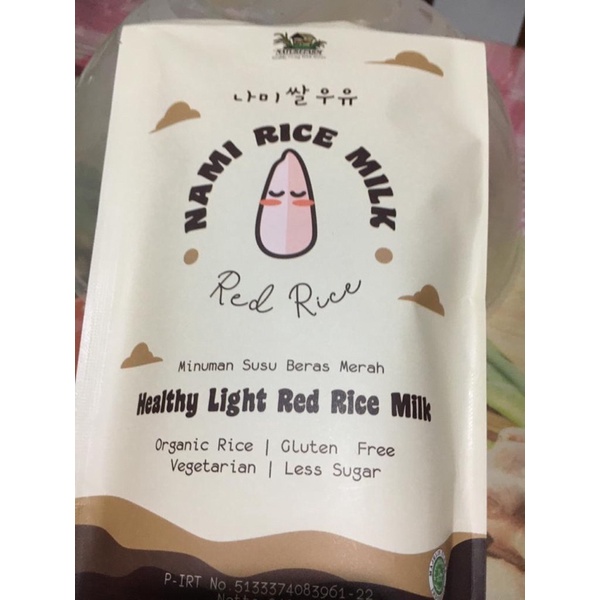 나미쌀우유
NAMI RICE MILK
Red Rice
Minuman Susu Beras Merah
Healthy Light Red Rice Milk
Organic Rice | Gluten Free
Vegetarian | Less Sugar
P-IRT No 5133374083961-22